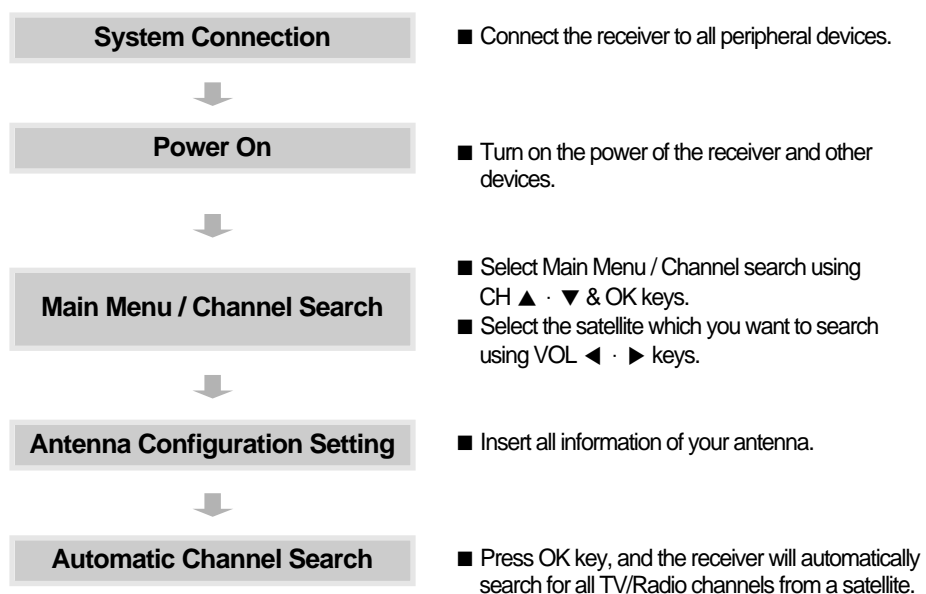 System Connection
■ Connect the receiver to all peripheral devices.
Power On
■ Turn on the power of the receiver and other
devices.
Main Menu / Channel Search
■ Select Main Menu / Channel search using
CH ▲ · ▼ & OK keys.
■ Select the satellite which you want to search
using VOL ◀ · ▶ keys.
Antenna Configuration Setting
■ Insert all information of your antenna.
Automatic Channel Search
■ Press OK key, and the receiver will automatically
search for all TV/Radio channels from a satellite.